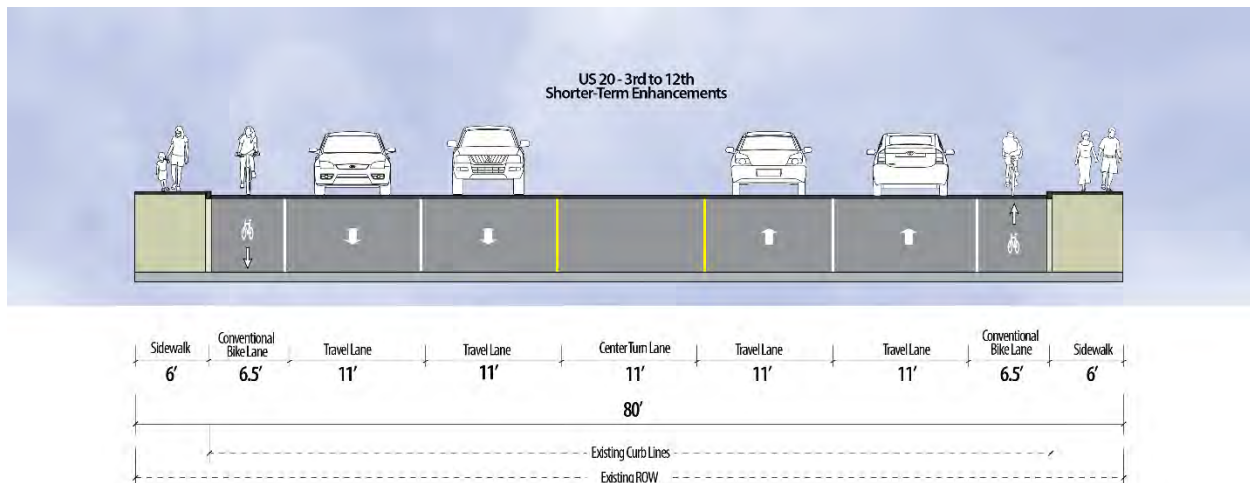 US 20 - 3rd to 12th
Shorter-Term Enhancements
Sidewalk
Conventional
Bike Lane
Travel Lane
Travel Lane
Center Turn Lane
Travel Lane
Travel Lane
Conventional
Bike Lane
Sidewalk
6'
6.5'
11'
11'
11'
11'
11'
6.5'
6'
80'
Existing Curb Lines
Existing ROW